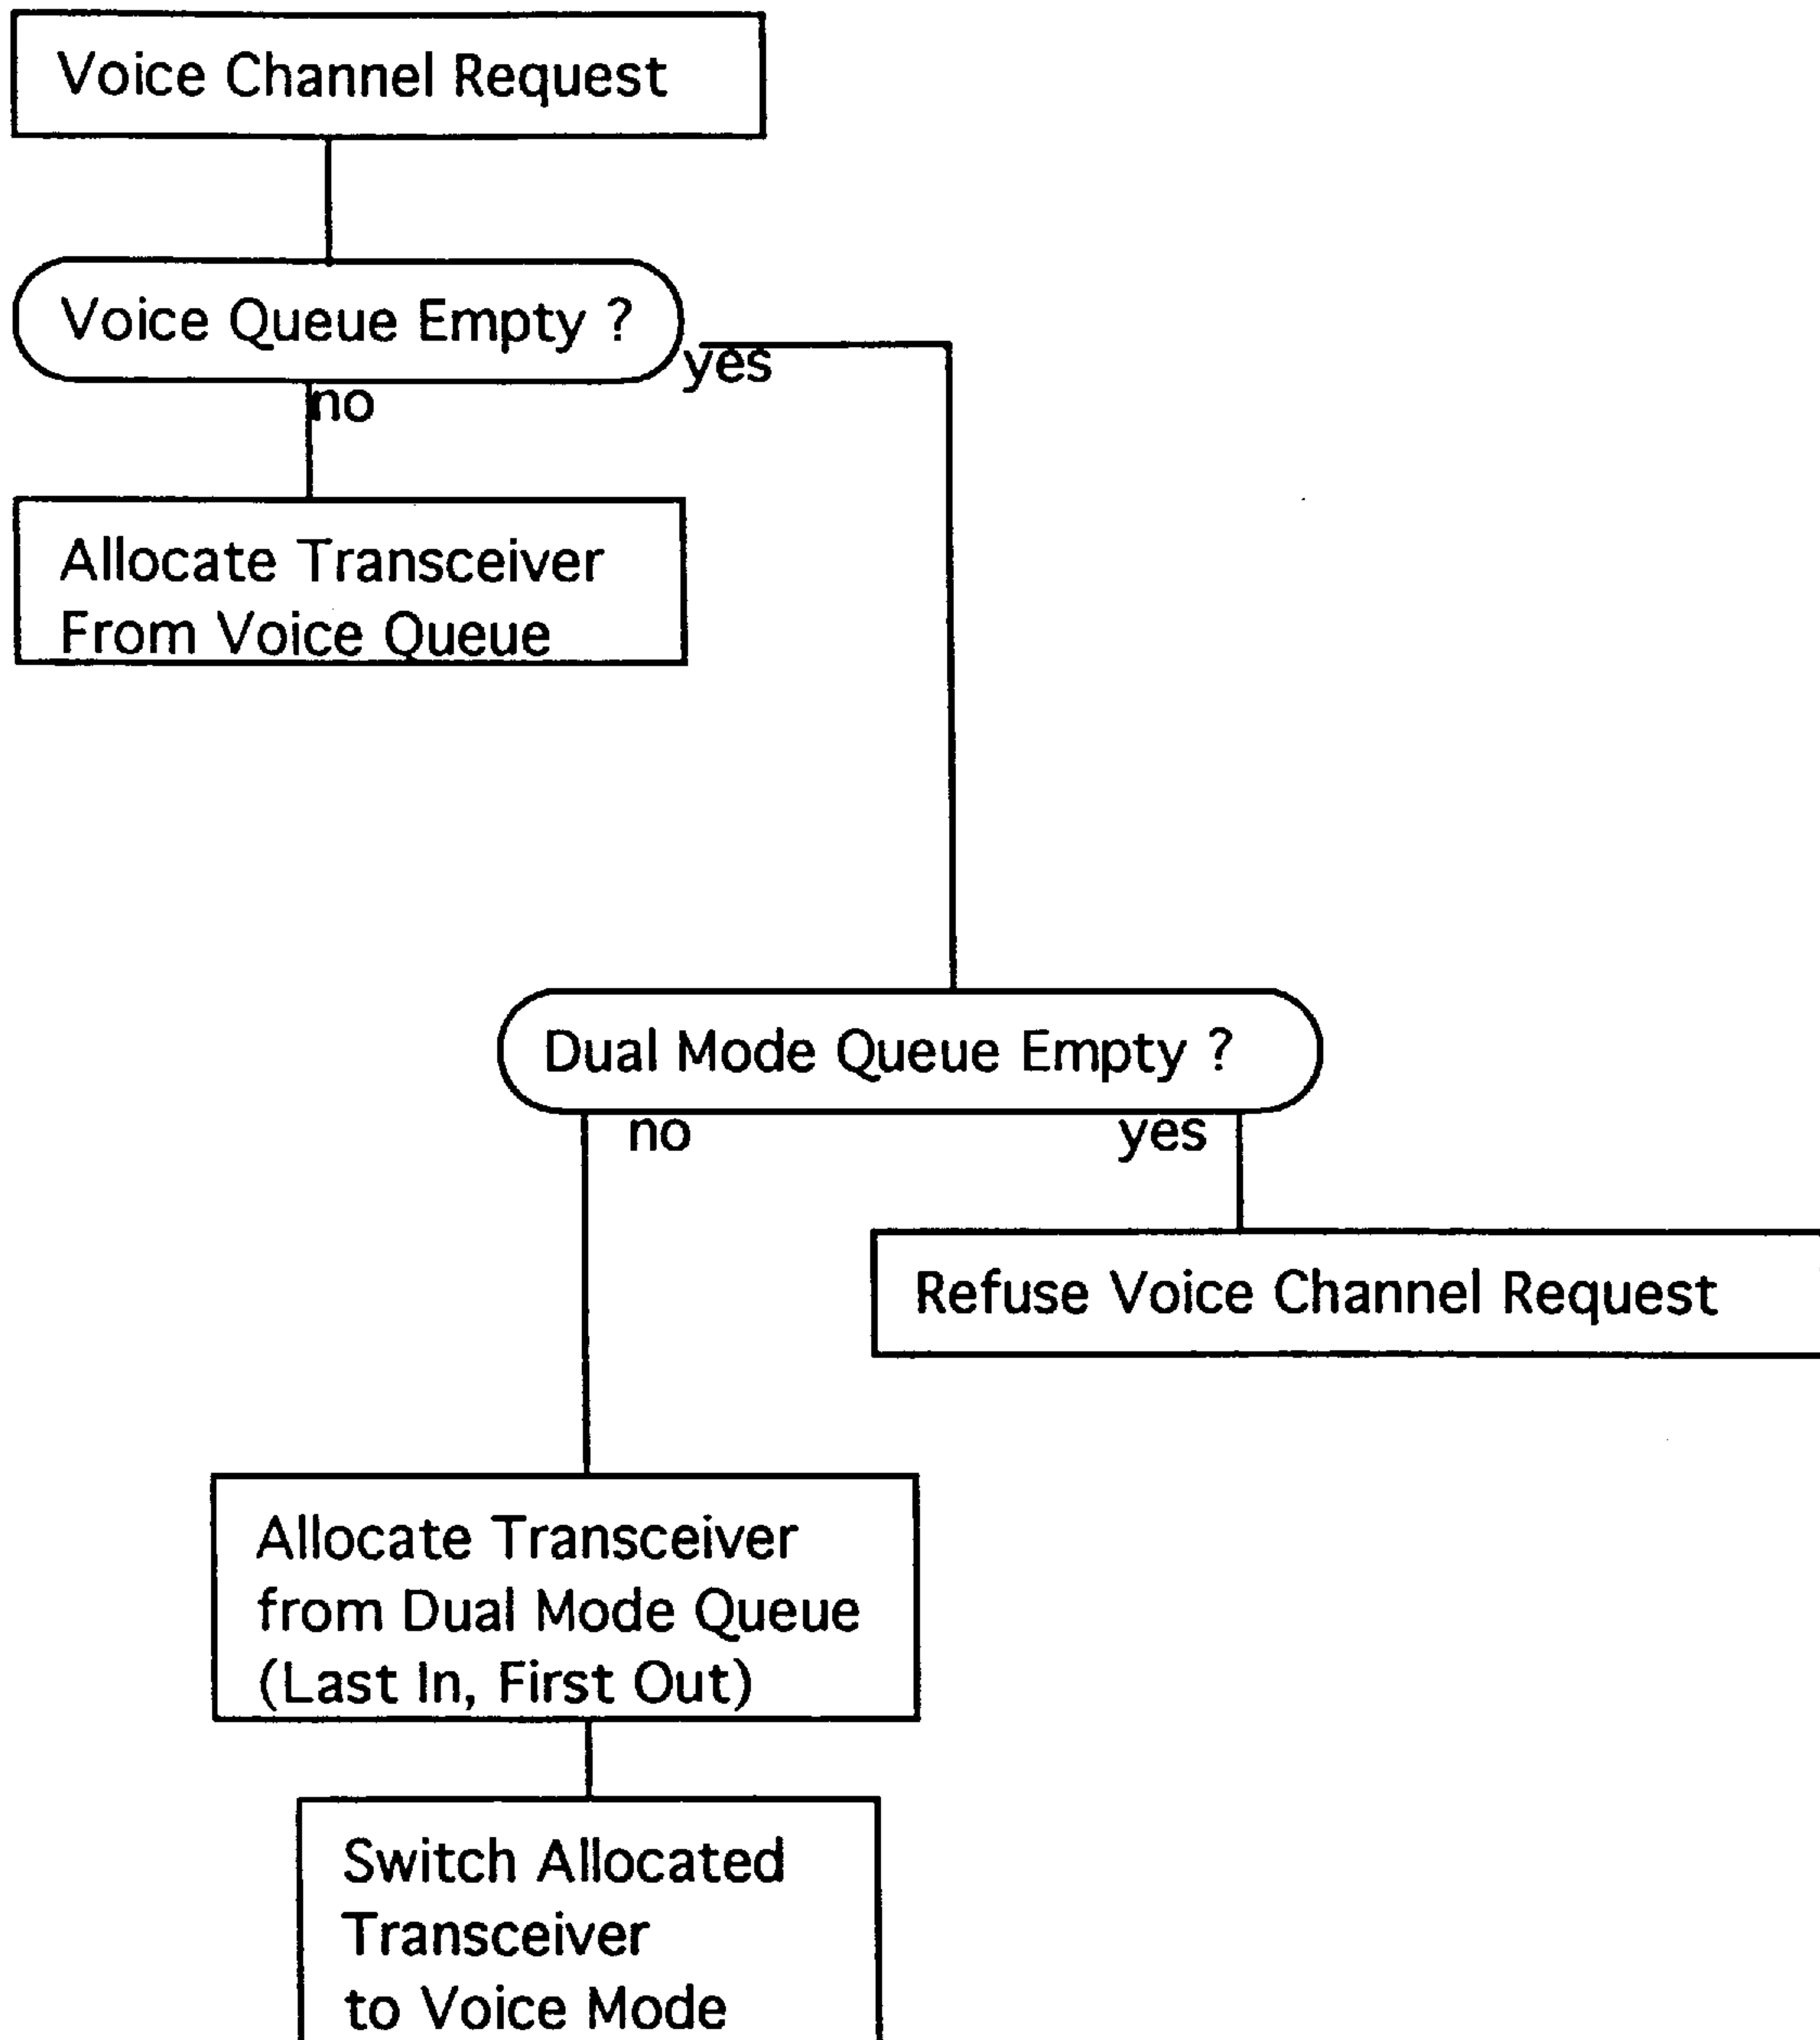 Voice Channel Request
Voice Queue Empty ?
yes
no
Allocate Transceiver
From Voice Queue
Dual Mode Queue Empty ?
no
yes
Refuse Voice Channel Request
Allocate Transceiver
from Dual Mode Queue
(Last In, First Out)
Switch Allocated
Transceiver
to Voice Mode